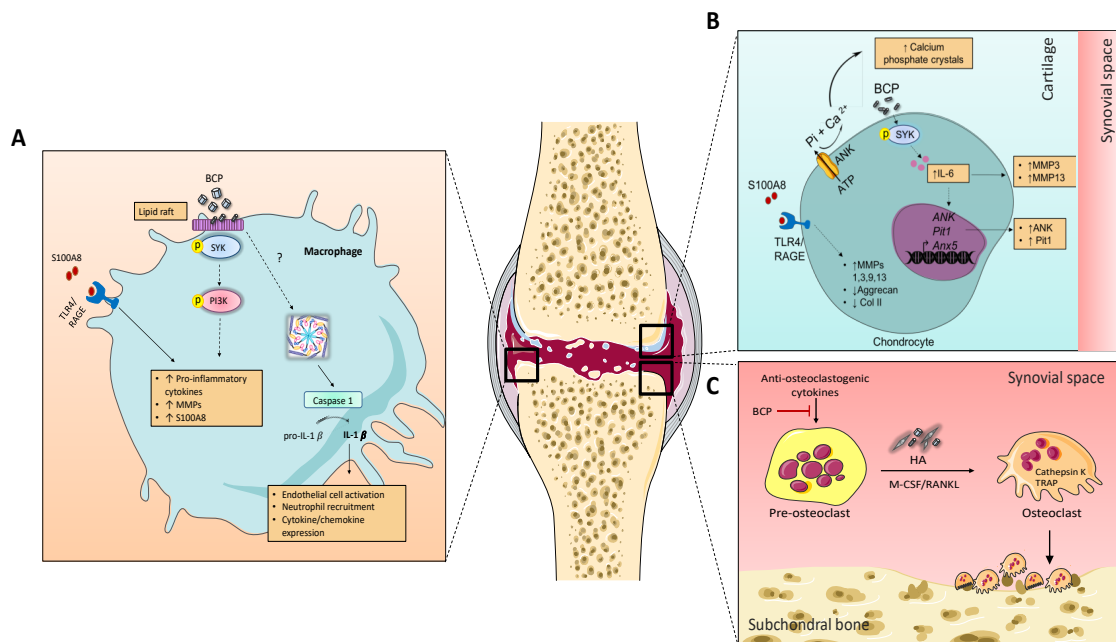 A
BCP
Lipid raft
P
SYK
Macrophage
?
S100A8
TLR4/
RAGE
P
PI3K
• ↑ Pro-inflammatory
cytokines
• ↑ MMPs
• ↑ S100A8
Caspase 1
pro-IL-1 β
IL-1 β
• Endothelial cell activation
• Neutrophil recruitment
• Cytokine/chemokine
expression
B
↑ Calcium
phosphate crystals
Cartilage
Synovial space
BCP
Pi + Ca 2+
P
SYK
ANK
ATP
↑IL-6
• ↑MMP3
• ↑MMP13
S100A8
TLR4/
RAGE
ANK
Pit1
Anx5
• ↑ANK
• ↑ Pit1
• ↑MMPs
1,3,9,13
• ↓Aggrecan
• ↓ Col II
Chondrocyte
C
Anti-osteoclastogenic
cytokines
Synovial space
BCP
HA
M-CSF/RANKL
Cathepsin K
TRAP
Pre-osteoclast
Osteoclast
Subchondral bone